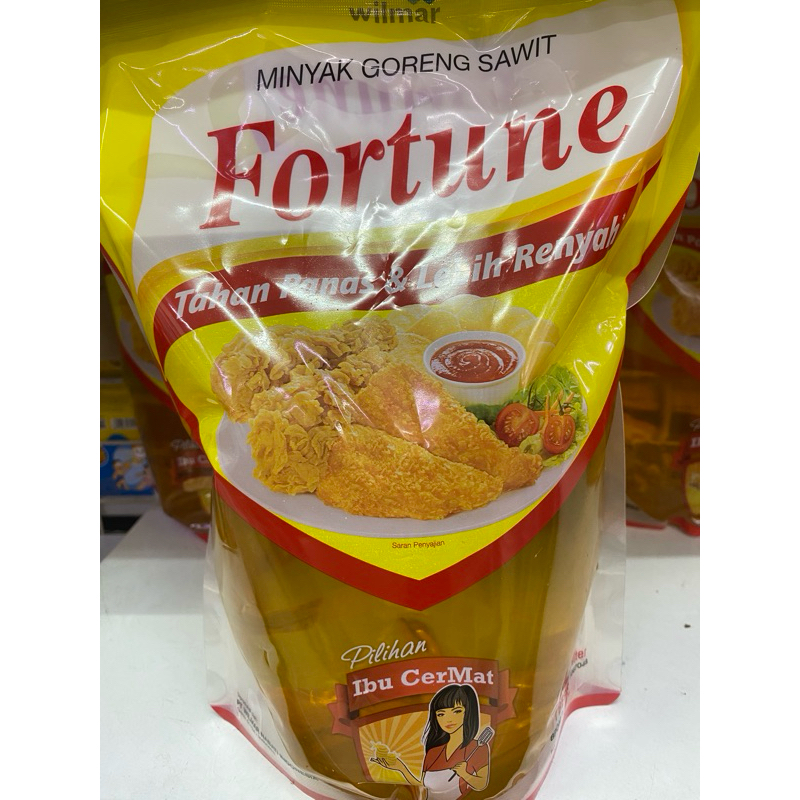 wilmar
MINYAK GORENG SAWIT
Fortune
Tahan Panas & Lebih Renyah
Saran Penyajian
Pilihan
Ibu CerMat